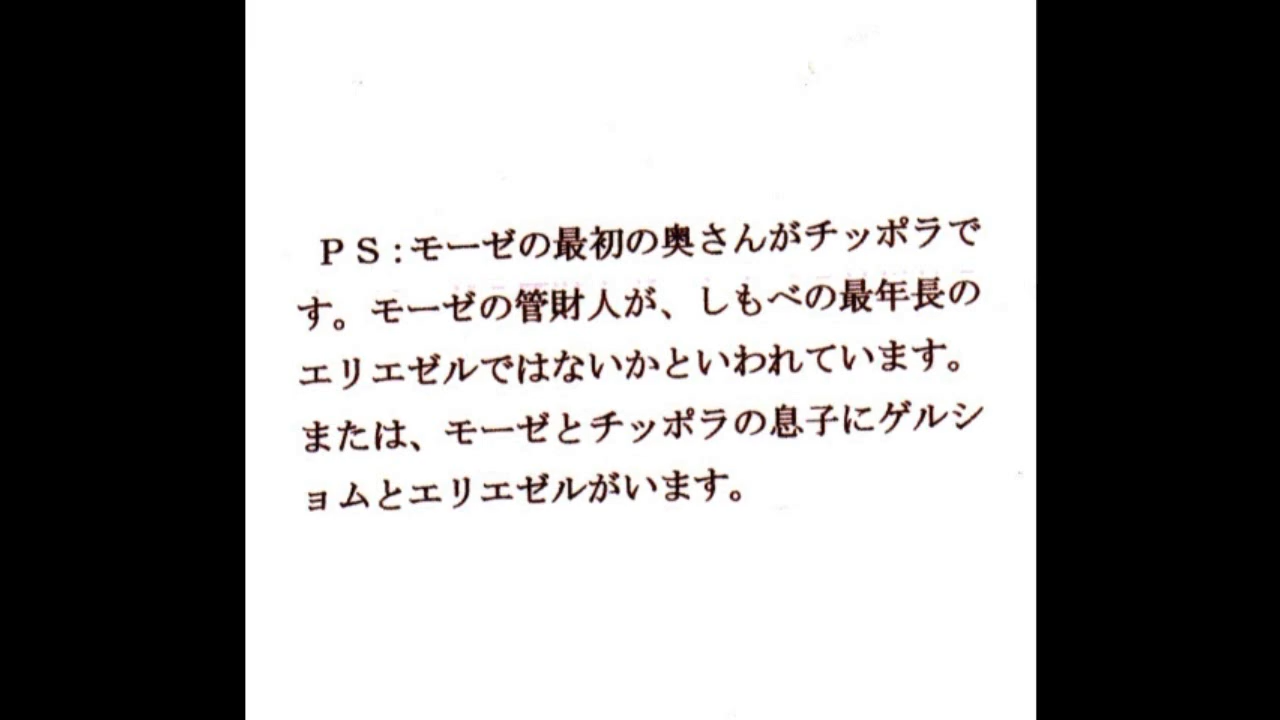 PS:モーゼの最初の奥さんがチッポラで
す。モーゼの管財人が、しもべの最年長の
エリエゼルではないかといわれています。
または、モーゼとチッポラの息子にゲルシ
ョムとエリエゼルがいます。